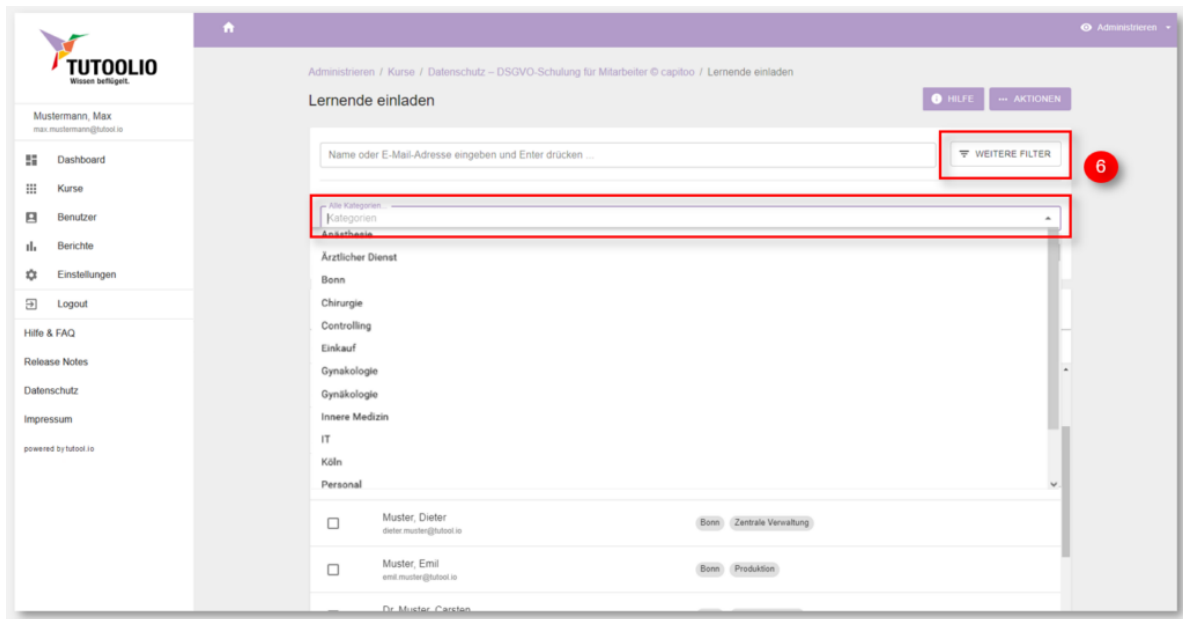 TUTOOLIO
Wissen beflügelt.
Administrieren
Mustermann, Max
max.mustermann@tutool.io
Dashboard
Kurse
Benutzer
Berichte
Einstellungen
Logout
Hilfe & FAQ
Release Notes
Datenschutz
Impressum
powered by tutool.io
Administrieren / Kurse / Datenschutz – DSGVO-Schulung für Mitarbeiter © capitoo / Lernende einladen
Lernende einladen
HILFE
AKTIONEN
Name oder E-Mail-Adresse eingeben und Enter drücken ...
WEITERE FILTER
6
Alle Kategorien...
Kategorien
Anästhesie
Ärztlicher Dienst
Bonn
Chirurgie
Controlling
Einkauf
Gynakologie
Gynäkologie
Innere Medizin
IT
Köln
Personal
Muster, Dieter
dieter.muster@tutool.io
Bonn Zentrale Verwaltung
Muster, Emil
emil.muster@tutool.io
Bonn Produktion
Dr. Muster, Carsten